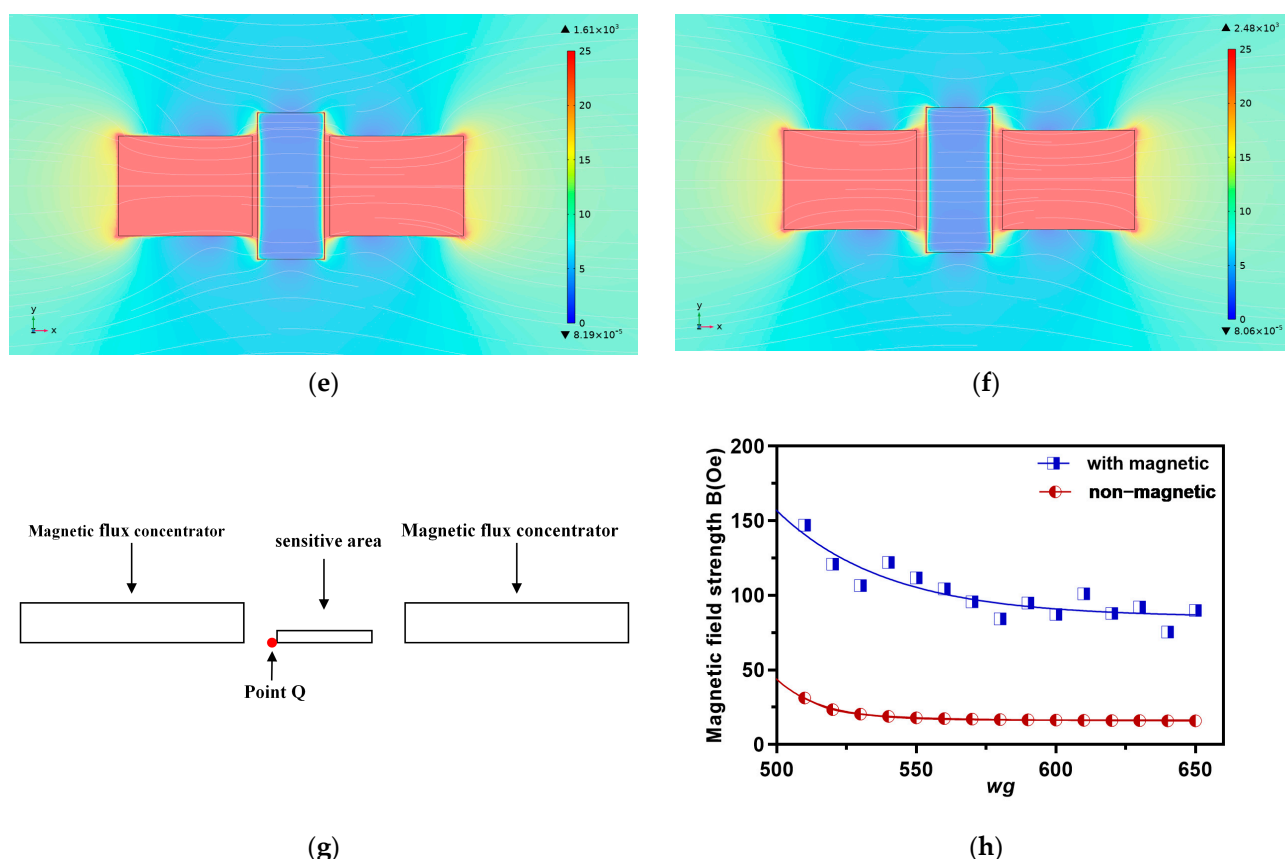 ▲ 1.61×10³
25
20
15
10
5
0
▼ 8.19×10⁻⁵
y
z x
(e)
▲ 2.48×10³
25
20
15
10
5
0
▼ 8.06×10⁻⁵
y
z x
(f)
Magnetic flux concentrator
sensitive area
Magnetic flux concentrator
Point Q
(g)
Magnetic field strength B(Oe)
200
150
100
50
0
with magnetic
non−magnetic
500 550 600 650
wg
(h)